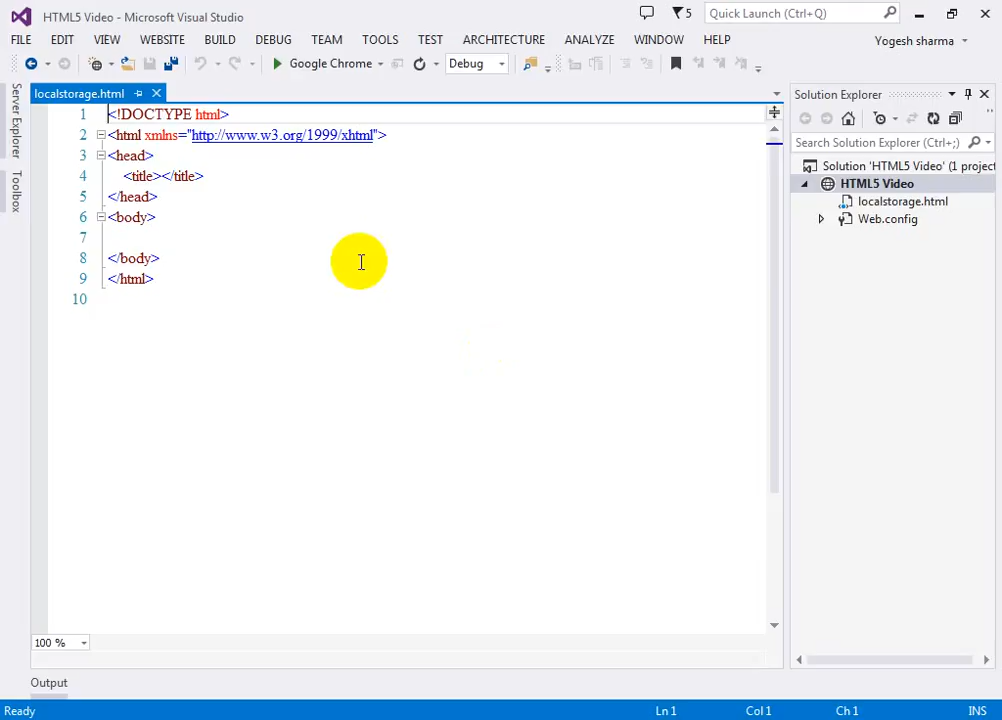 HTML5 Video - Microsoft Visual Studio
5
Quick Launch (Ctrl+Q)
FILE EDIT VIEW WEBSITE BUILD DEBUG TEAM TOOLS TEST ARCHITECTURE ANALYZE WINDOW HELP
Yogesh sharma
Google Chrome
Debug
Server Explorer
Toolbox
localstorage.html
1 <!DOCTYPE html>
2 <html xmlns="http://www.w3.org/1999/xhtml">
3 <head>
4 <title></title>
5 </head>
6 <body>
7
8 </body>
9 </html>
10
100 %
Solution Explorer
Search Solution Explorer (Ctrl+;)
Solution 'HTML5 Video' (1 project
HTML5 Video
localstorage.html
Web.config
Output
Ready
Ln 1
Col 1
Ch 1
INS